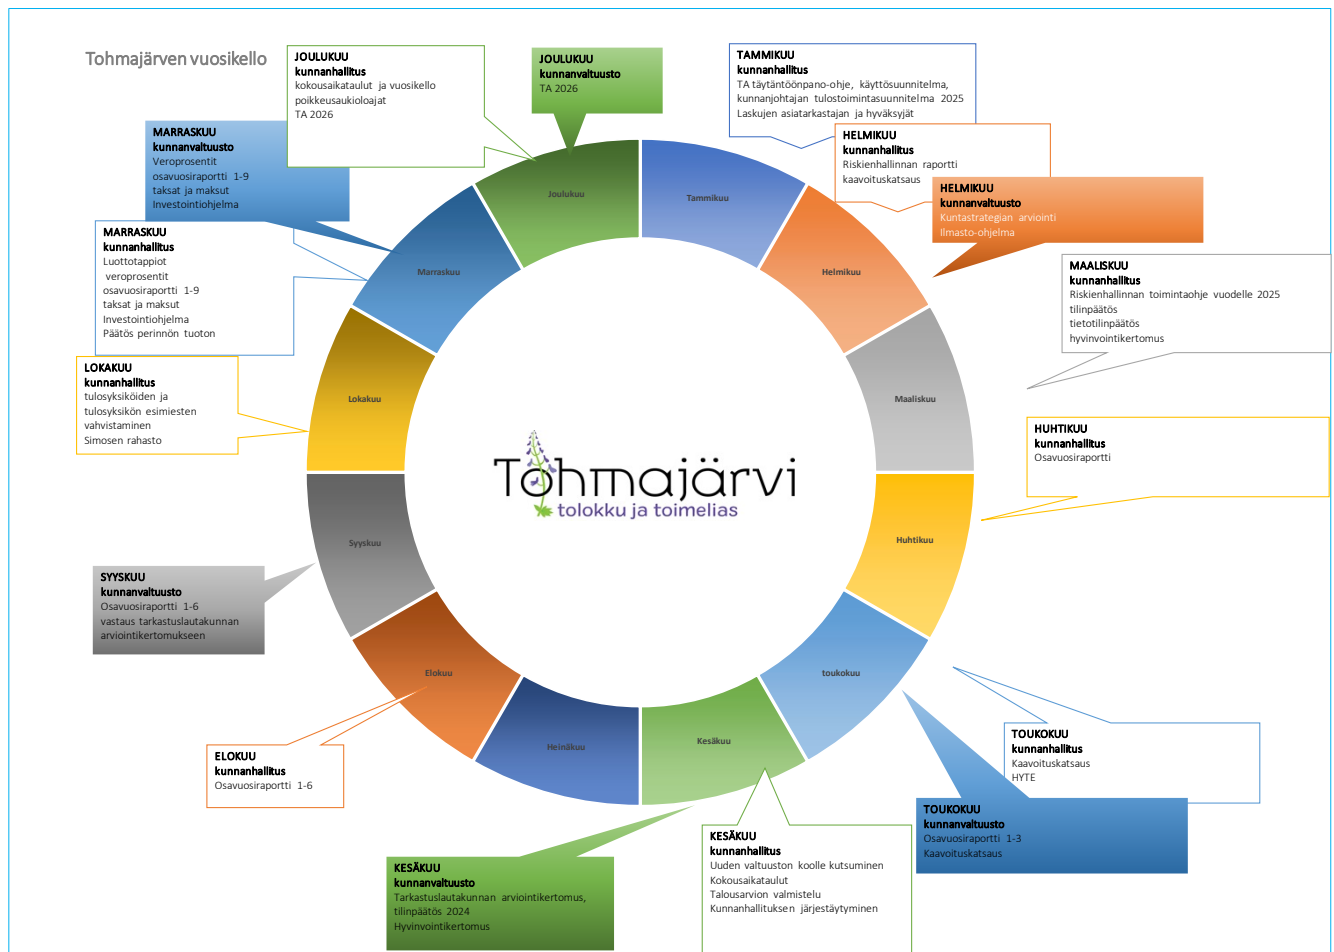 Tohmajärven vuosikello
JOULUKUU
kunnanhallitus
kokousaikataulut ja vuosikello
poikkeusaukioloajat
TA 2026
JOULUKUU
kunnanvaltuusto
TA 2026
TAMMIKUU
kunnanhallitus
TA täytäntöönpano-ohje, käyttösuunnitelma,
kunnanjohtajan tulostoimintasuunnitelma 2025
Laskujen asiatarkastajan ja hyväksyjät
HELMIKUU
kunnanhallitus
Riskienhallinnan raportti
kaavoituskatsaus
HELMIKUU
kunnanvaltuusto
Kuntastrategian arviointi
Ilmasto-ohjelma
MAALISKUU
kunnanhallitus
Riskienhallinnan toimintaohje vuodelle 2025
tilinpäätös
tietotilinpäätös
hyvinvointikertomus
HUHTIKUU
kunnanhallitus
Osavuosiraportti
TOUKOKUU
kunnanhallitus
Kaavoituskatsaus
HYTE
TOUKOKUU
kunnanvaltuusto
Osavuosiraportti 1-3
Kaavoituskatsaus
KESÄKUU
kunnanhallitus
Uuden valtuuston koolle kutsuminen
Kokousaikataulut
Talousarvion valmistelu
Kunnanhallituksen järjestäytyminen
KESÄKUU
kunnanvaltuusto
Tarkastuslautakunnan arviointikertomus,
tilinpäätös 2024
Hyvinvointikertomus
ELOKUU
kunnanhallitus
Osavuosiraportti 1-6
SYYSKUU
kunnanvaltuusto
Osavuosiraportti 1-6
vastaus tarkastuslautakunnan
arviointikertomukseen
LOKAKUU
kunnanhallitus
tulosyksiköiden ja
tulosyksikön esimiesten
vahvistaminen
Simosen rahasto
MARRASKUU
kunnanhallitus
Luottotappiot
veroprosentit
osavuosiraportti 1-9
taksat ja maksut
Investointiohjelma
Päätös perinnön tuoton
MARRASKUU
kunnanvaltuusto
Veroprosentit
osavuosiraportti 1-9
taksat ja maksut
Investointiohjelma
Tammikuu
Helmikuu
Maaliskuu
Huhtikuu
toukokuu
Kesäkuu
Heinäkuu
Elokuu
Syyskuu
Lokakuu
Marraskuu
Joulukuu
Tohmajärvi
tolokku ja toimelias